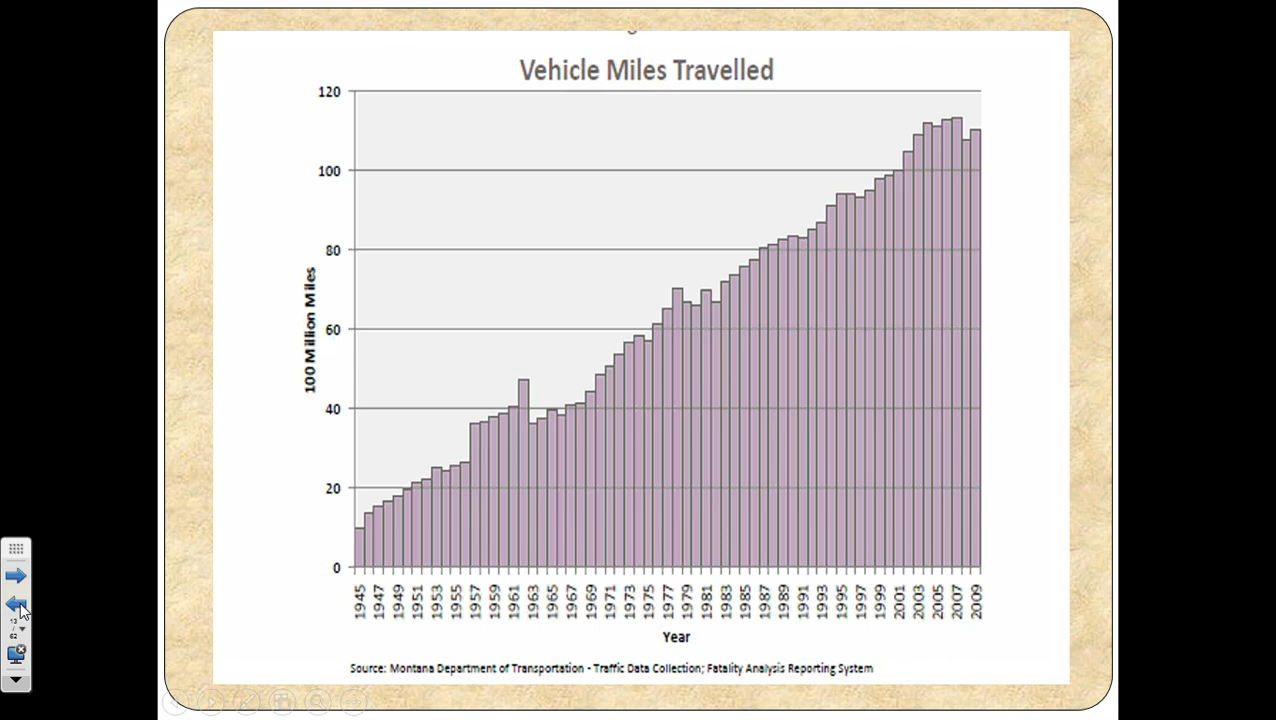 Vehicle Miles Travelled
120
100
80
60
40
20
0
100 Million Miles
1945 1947 1949 1951 1953 1955 1957 1959 1961 1963 1965 1967 1969 1971 1973 1975 1977 1979 1981 1983 1985 1987 1989 1991 1993 1995 1997 1999 2001 2003 2005 2007 2009
Year
Source: Montana Department of Transportation - Traffic Data Collection; Fatality Analysis Reporting System
13
/
62